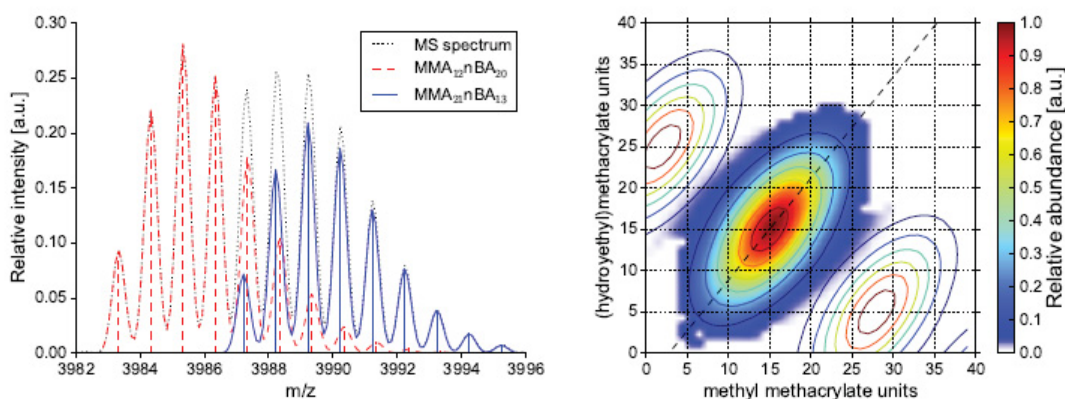 0.30
0.25
0.20
0.15
0.10
0.05
0.00
Relative intensity [a.u.]
3982 3984 3986 3988 3990 3992 3994 3996
m/z
MS spectrum
MMA₁₂nBA₂₀
MMA₂₁nBA₁₃
40
35
30
25
20
15
10
5
0
(hydroyethyl)methacrylate units
0 5 10 15 20 25 30 35 40
methyl methacrylate units
1.0
0.9
0.8
0.7
0.6
0.5
0.4
0.3
0.2
0.1
0.0
Relative abundance [a.u.]